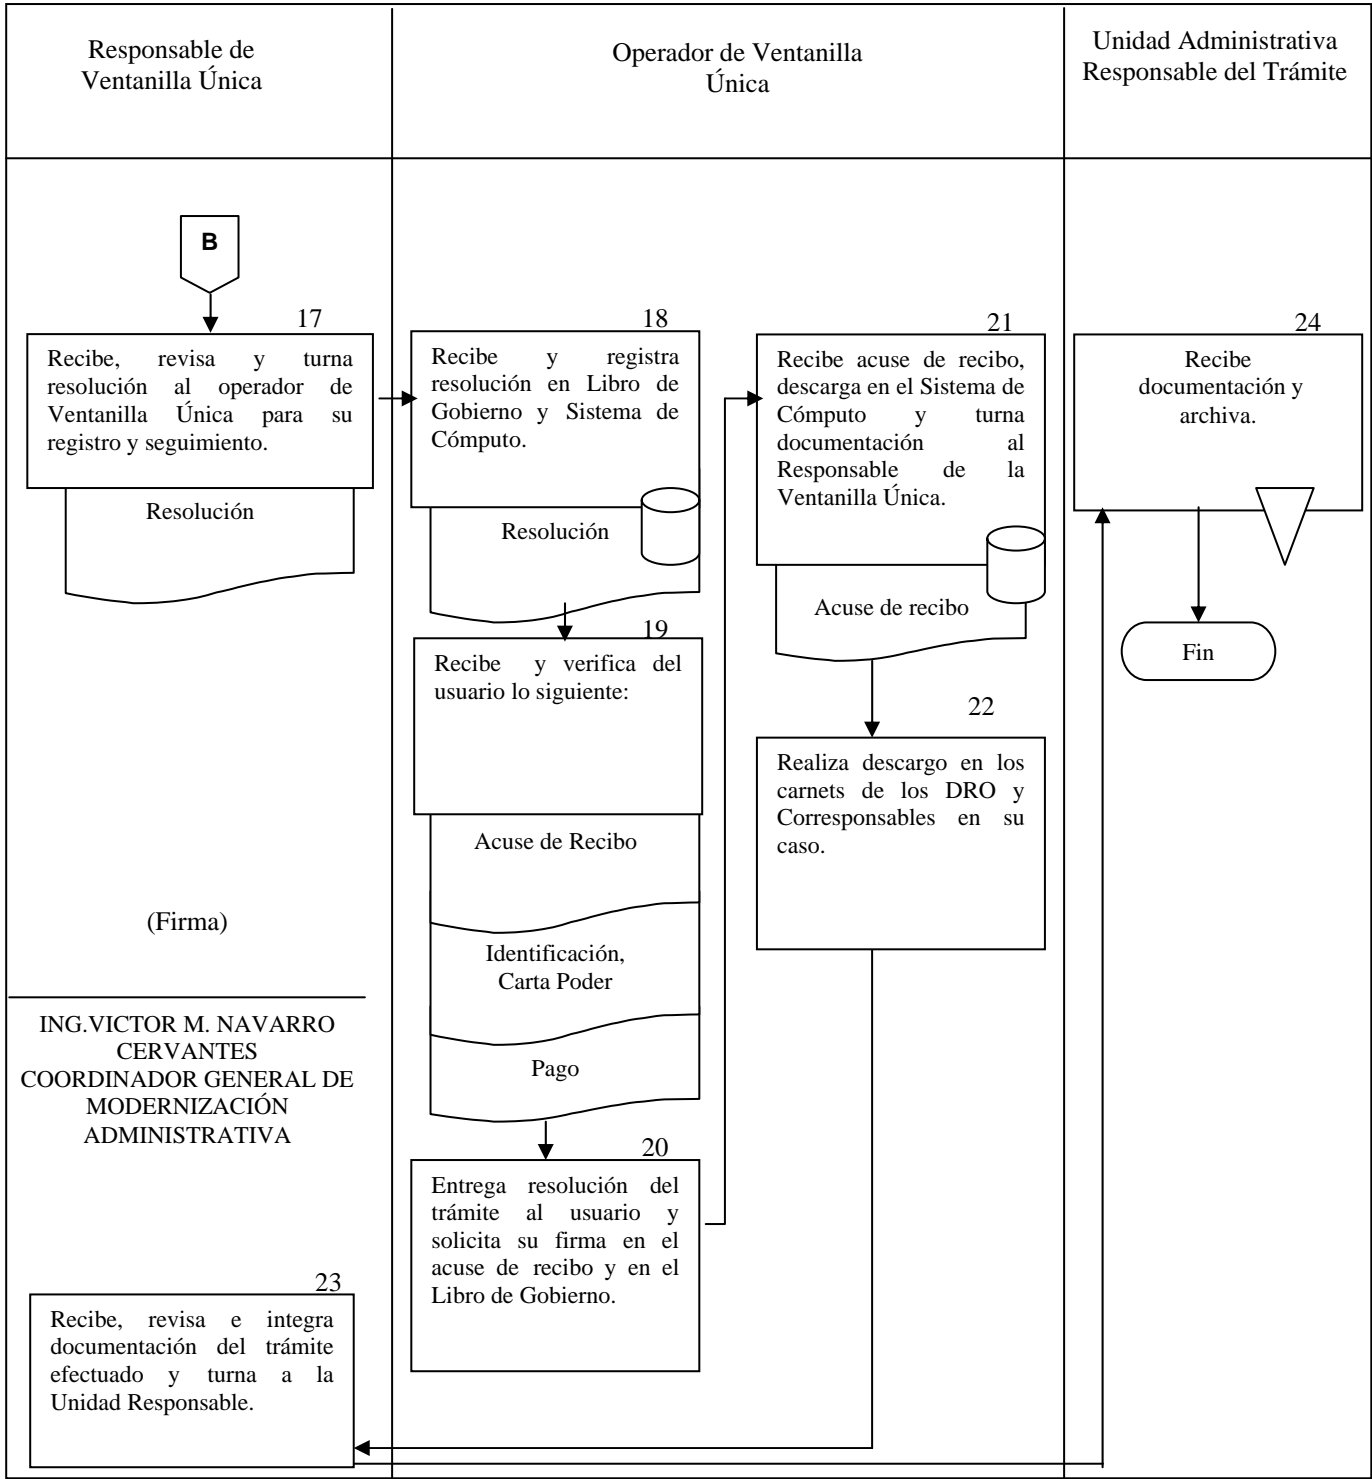 Responsable de
Ventanilla Única
Operador de Ventanilla
Única
Unidad Administrativa
Responsable del Trámite
B
17
Recibe, revisa y turna
resolución al operador de
Ventanilla Única para su
registro y seguimiento.
Resolución
18
Recibe y registra
resolución en Libro de
Gobierno y Sistema de
Cómputo.
Resolución
19
Recibe y verifica del
usuario lo siguiente:
Acuse de Recibo
Identificación,
Carta Poder
Pago
20
Entrega resolución del
trámite al usuario y
solicita su firma en el
acuse de recibo y en el
Libro de Gobierno.
21
Recibe acuse de recibo,
descarga en el Sistema de
Cómputo y turna
documentación al
Responsable de la
Ventanilla Única.
Acuse de recibo
22
Realiza descargo en los
carnets de los DRO y
Corresponsables en su
caso.
(Firma)
ING.VICTOR M. NAVARRO
CERVANTES
COORDINADOR GENERAL DE
MODERNIZACIÓN
ADMINISTRATIVA
23
Recibe, revisa e integra
documentación del trámite
efectuado y turna a la
Unidad Responsable.
24
Recibe
documentación y
archiva.
Fin